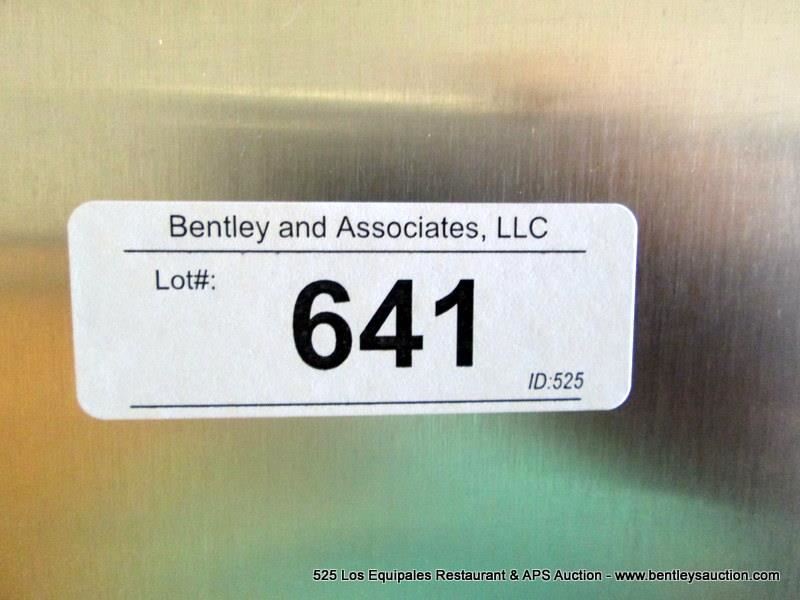 Bentley and Associates, LLC
Lot#:
641
ID:525
525 Los Equipales Restaurant & APS Auction - www.bentleysauction.com